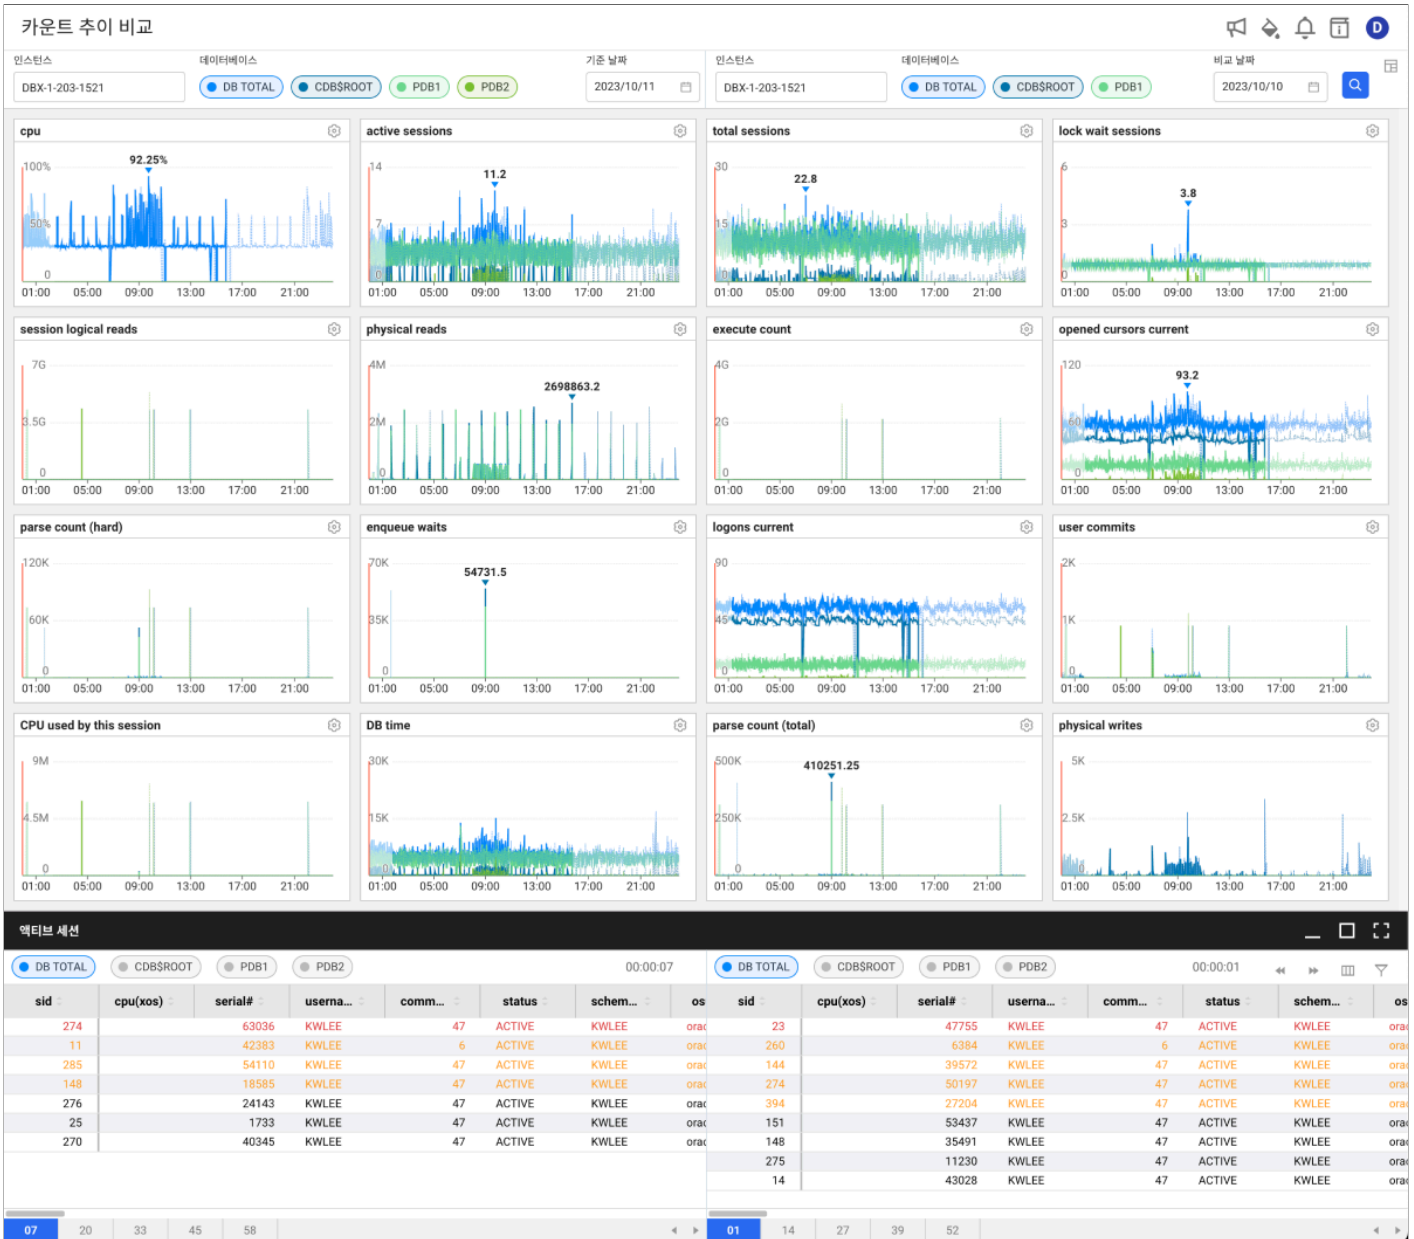 카운트 추이 비교
D
인스턴스 데이터베이스 기준 날짜 인스턴스 데이터베이스 비교 날짜
DBX-1-203-1521 DB TOTAL CDB$ROOT PDB1 PDB2 2023/10/11 DBX-1-203-1521 DB TOTAL CDB$ROOT PDB1 2023/10/10
cpu
100%
92.25%
50%
0
01:00 05:00 09:00 13:00 17:00 21:00
active sessions
14
11.2
7
0
01:00 05:00 09:00 13:00 17:00 21:00
total sessions
30
22.8
15
0
01:00 05:00 09:00 13:00 17:00 21:00
lock wait sessions
6
3.8
3
0
01:00 05:00 09:00 13:00 17:00 21:00
session logical reads
7G
3.5G
0
01:00 05:00 09:00 13:00 17:00 21:00
physical reads
4M
2698863.2
2M
0
01:00 05:00 09:00 13:00 17:00 21:00
execute count
4G
2G
0
01:00 05:00 09:00 13:00 17:00 21:00
opened cursors current
120
93.2
60
0
01:00 05:00 09:00 13:00 17:00 21:00
parse count (hard)
120K
60K
0
01:00 05:00 09:00 13:00 17:00 21:00
enqueue waits
70K
54731.5
35K
0
01:00 05:00 09:00 13:00 17:00 21:00
logons current
90
45
0
01:00 05:00 09:00 13:00 17:00 21:00
user commits
2K
1K
0
01:00 05:00 09:00 13:00 17:00 21:00
CPU used by this session
9M
4.5M
0
01:00 05:00 09:00 13:00 17:00 21:00
DB time
30K
15K
0
01:00 05:00 09:00 13:00 17:00 21:00
parse count (total)
500K
410251.25
250K
0
01:00 05:00 09:00 13:00 17:00 21:00
physical writes
5K
2.5K
0
01:00 05:00 09:00 13:00 17:00 21:00
액티브 세션
DB TOTAL CDB$ROOT PDB1 PDB2 00:00:07
sid cpu(xos) serial# userna... comm... status schem... os
274 63036 KWLEE 47 ACTIVE KWLEE orac
11 42383 KWLEE 6 ACTIVE KWLEE orac
285 54110 KWLEE 47 ACTIVE KWLEE orac
148 18585 KWLEE 47 ACTIVE KWLEE orac
276 24143 KWLEE 47 ACTIVE KWLEE orac
25 1733 KWLEE 47 ACTIVE KWLEE orac
270 40345 KWLEE 47 ACTIVE KWLEE orac
07 20 33 45 58
DB TOTAL CDB$ROOT PDB1 PDB2 00:00:01
sid cpu(xos) serial# userna... comm... status schem... os
23 47755 KWLEE 47 ACTIVE KWLEE orac
260 6384 KWLEE 6 ACTIVE KWLEE orac
144 39572 KWLEE 47 ACTIVE KWLEE orac
274 50197 KWLEE 47 ACTIVE KWLEE orac
394 27204 KWLEE 47 ACTIVE KWLEE orac
151 53437 KWLEE 47 ACTIVE KWLEE orac
148 35491 KWLEE 47 ACTIVE KWLEE orac
275 11230 KWLEE 47 ACTIVE KWLEE orac
14 43028 KWLEE 47 ACTIVE KWLEE orac
01 14 27 39 52